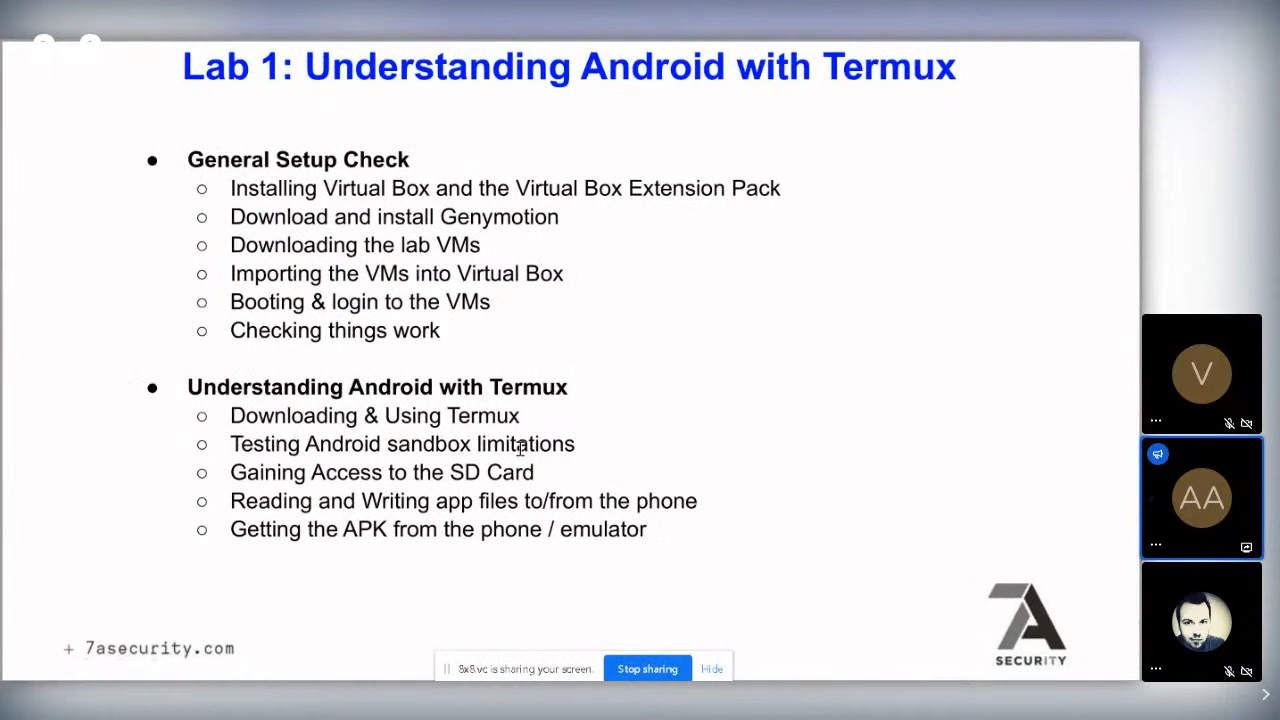 Lab 1: Understanding Android with Termux
● General Setup Check
○ Installing Virtual Box and the Virtual Box Extension Pack
○ Download and install Genymotion
○ Downloading the lab VMs
○ Importing the VMs into Virtual Box
○ Booting & login to the VMs
○ Checking things work
● Understanding Android with Termux
○ Downloading & Using Termux
○ Testing Android sandbox limitations
○ Gaining Access to the SD Card
○ Reading and Writing app files to/from the phone
○ Getting the APK from the phone / emulator
+ 7asecurity.com
7A
SECURITY
8x8.vc is sharing your screen. Stop sharing Hide
V
AA